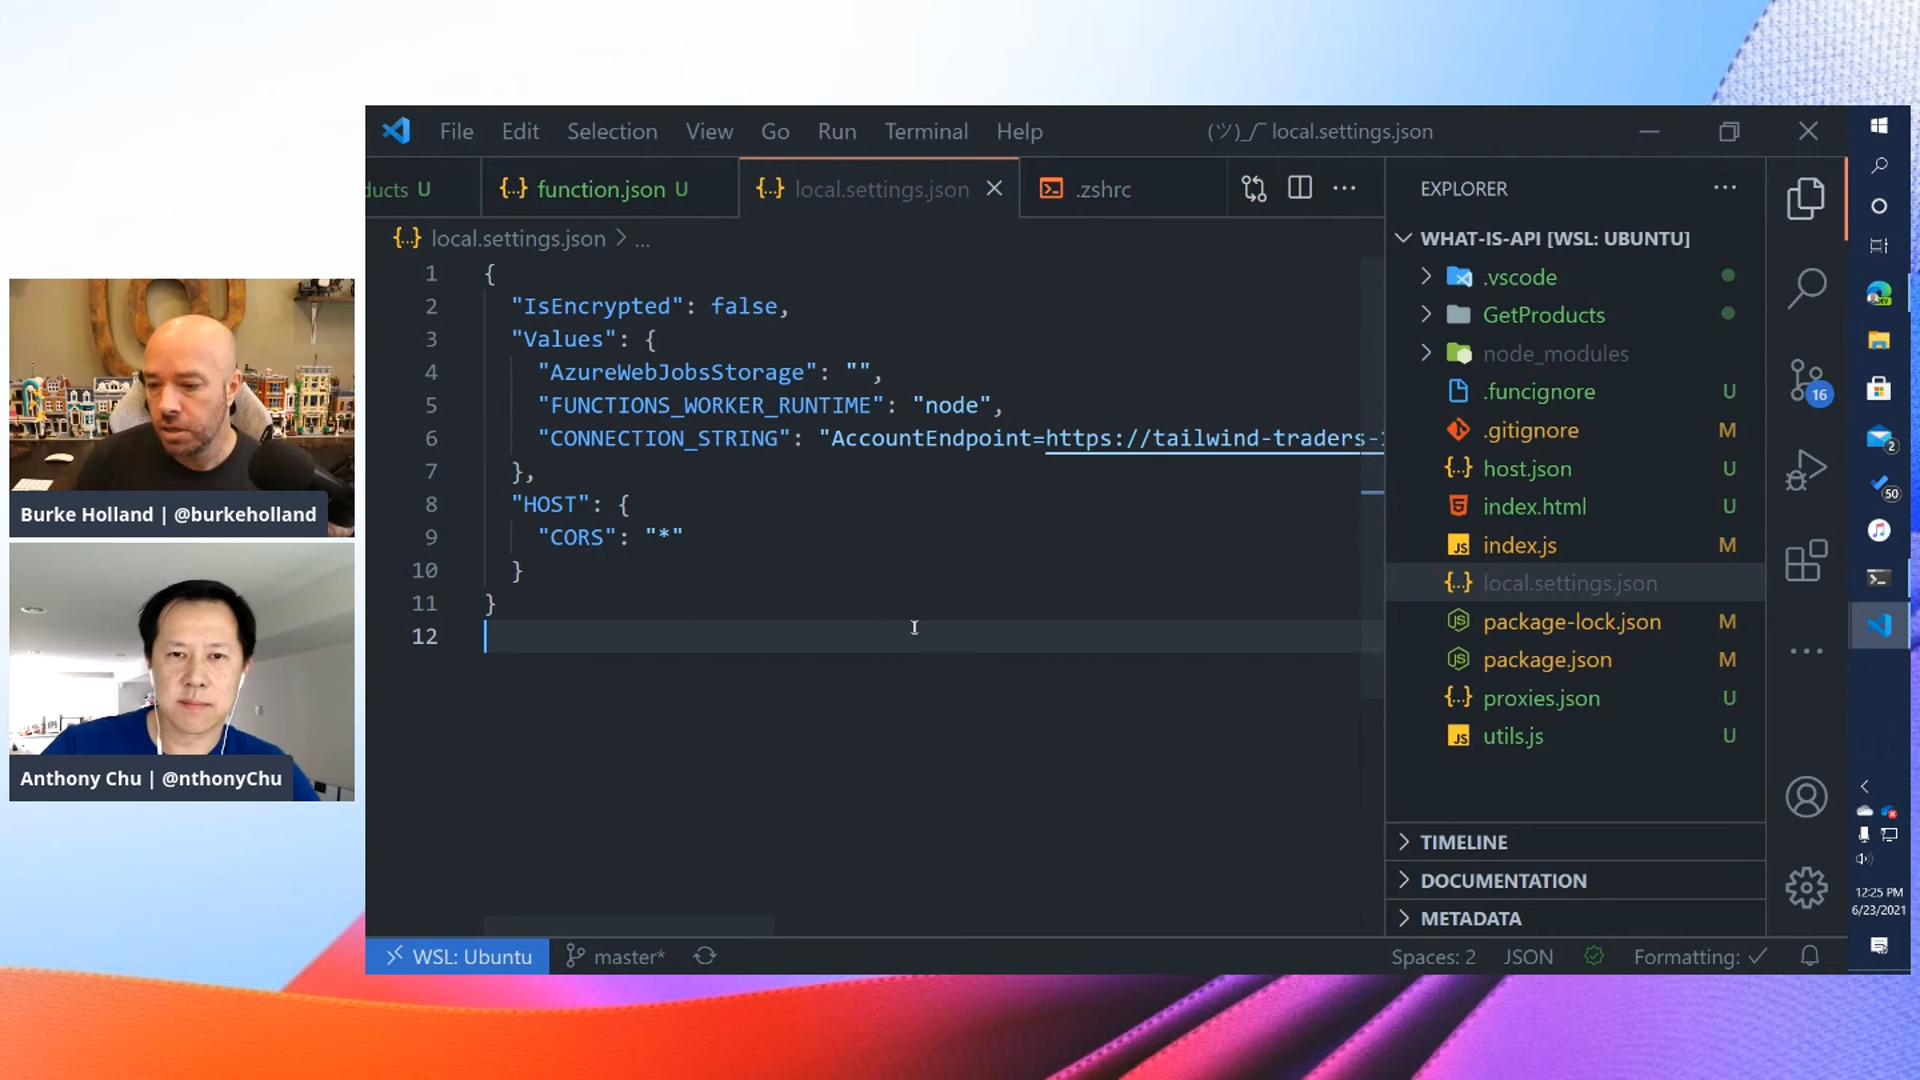 File Edit Selection View Go Run Terminal Help
(ツ)_/¯ local.settings.json
ducts U
{..} function.json U
{..} local.settings.json
.zshrc
{..} local.settings.json > ...
1 {
2 "IsEncrypted": false,
3 "Values": {
4 "AzureWebJobsStorage": "",
5 "FUNCTIONS_WORKER_RUNTIME": "node",
6 "CONNECTION_STRING": "AccountEndpoint=https://tailwind-traders-
7 },
8 "HOST": {
9 "CORS": "*"
10 }
11 }
12
EXPLORER
WHAT-IS-API [WSL: UBUNTU]
.vscode
GetProducts
node_modules
.funcignore U
.gitignore M
{..} host.json U
index.html U
JS index.js M
{..} local.settings.json
package-lock.json M
package.json M
{..} proxies.json U
JS utils.js U
TIMELINE
DOCUMENTATION
METADATA
16
2
50
12:25 PM
6/23/2021
WSL: Ubuntu
master*
Spaces: 2
JSON
Formatting: ✓
Burke Holland | @burkeholland
Anthony Chu | @nthonyChu